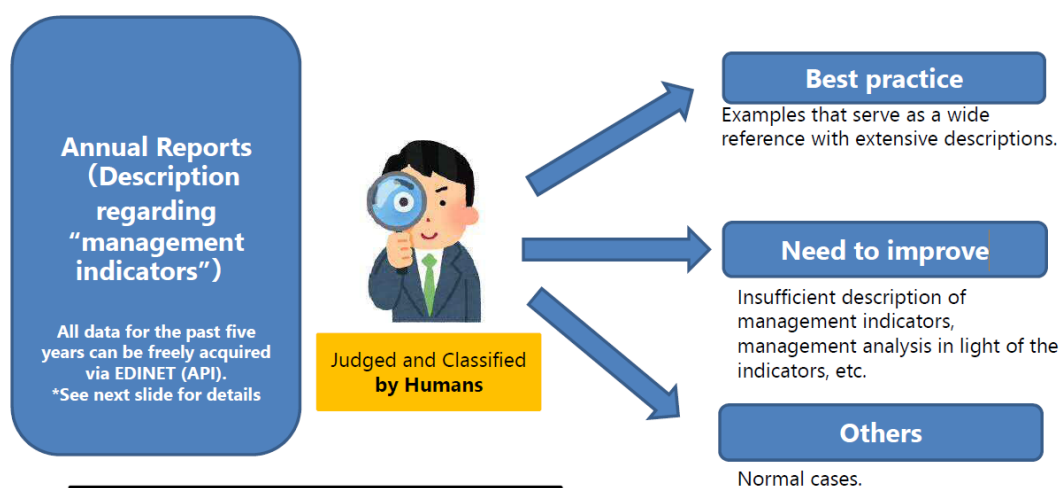 Annual Reports
（Description
regarding
“management
indicators”）
All data for the past five
years can be freely acquired
via EDINET (API).
*See next slide for details
Judged and Classified
by Humans
Best practice
Examples that serve as a wide
reference with extensive descriptions.
Need to improve
Insufficient description of
management indicators,
management analysis in light of the
indicators, etc.
Others
Normal cases.